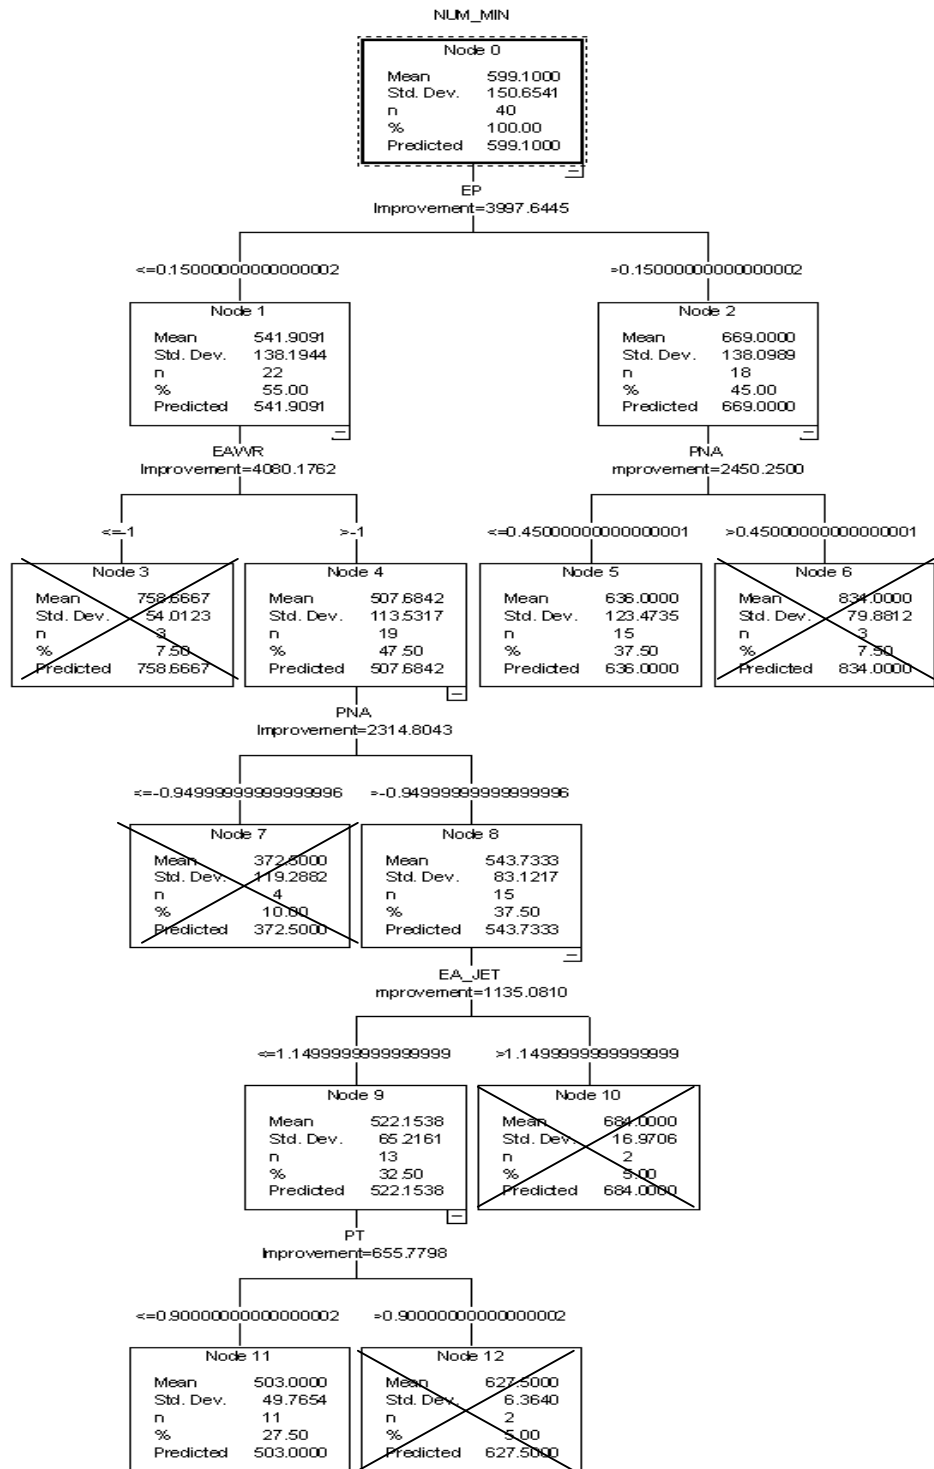 NUM_MIN
Node 0
Mean 599.1000
Std. Dev. 150.6541
n 40
% 100.00
Predicted 599.1000
EP
Improvement=3997.6445
<=0.15000000000000002 >0.15000000000000002
Node 1
Mean 541.9091
Std. Dev. 138.1944
n 22
% 55.00
Predicted 541.9091
Node 2
Mean 669.0000
Std. Dev. 138.0989
n 18
% 45.00
Predicted 669.0000
EAWR
Improvement=4080.1762
PNA
mprovement=2450.2500
<=-1 >-1
<=0.45000000000000001 >0.45000000000000001
Node 3
Mean 758.6667
Std. Dev. 54.0123
n 3
% 7.50
Predicted 758.6667
Node 4
Mean 507.6842
Std. Dev. 113.5317
n 19
% 47.50
Predicted 507.6842
Node 5
Mean 636.0000
Std. Dev. 123.4735
n 15
% 37.50
Predicted 636.0000
Node 6
Mean 834.0000
Std. Dev. 79.8812
n 3
% 7.50
Predicted 834.0000
PNA
Improvement=2314.8043
<=-0.94999999999999996 >-0.94999999999999996
Node 7
Mean 372.5000
Std. Dev. 119.2882
n 4
% 10.00
Predicted 372.5000
Node 8
Mean 543.7333
Std. Dev. 83.1217
n 15
% 37.50
Predicted 543.7333
EA_JET
mprovement=1135.0810
<=1.1499999999999999 >1.1499999999999999
Node 9
Mean 522.1538
Std. Dev. 65.2161
n 13
% 32.50
Predicted 522.1538
Node 10
Mean 684.0000
Std. Dev. 16.9706
n 2
% 5.00
Predicted 684.0000
PT
Improvement=655.7798
<=0.90000000000000002 >0.90000000000000002
Node 11
Mean 503.0000
Std. Dev. 49.7654
n 11
% 27.50
Predicted 503.0000
Node 12
Mean 627.5000
Std. Dev. 6.3640
n 2
% 5.00
Predicted 627.5000